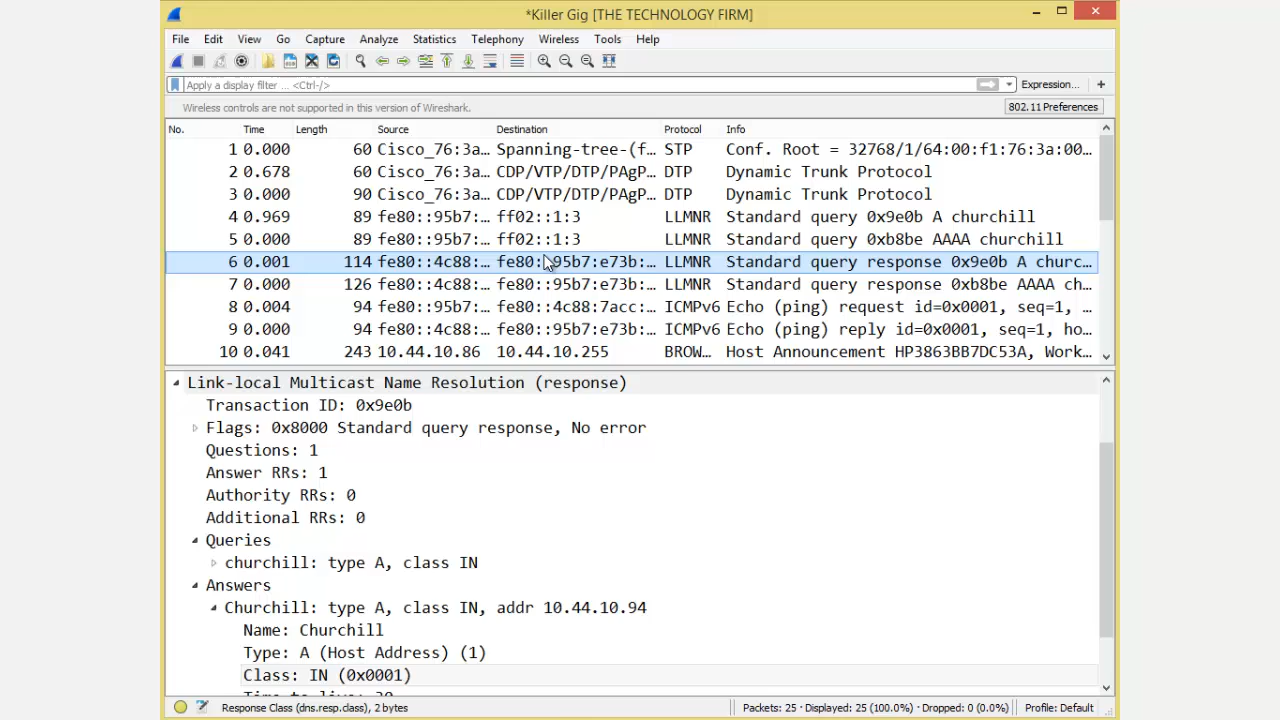 *Killer Gig [THE TECHNOLOGY FIRM]
File Edit View Go Capture Analyze Statistics Telephony Wireless Tools Help
Apply a display filter ... <Ctrl-/> Expression... +
Wireless controls are not supported in this version of Wireshark. 802.11 Preferences
No. Time Length Source Destination Protocol Info
1 0.000 60 Cisco_76:3a... Spanning-tree-(f... STP Conf. Root = 32768/1/64:00:f1:76:3a:00...
2 0.678 60 Cisco_76:3a... CDP/VTP/DTP/PAgP... DTP Dynamic Trunk Protocol
3 0.000 90 Cisco_76:3a... CDP/VTP/DTP/PAgP... DTP Dynamic Trunk Protocol
4 0.969 89 fe80::95b7:... ff02::1:3 LLMNR Standard query 0x9e0b A churchill
5 0.000 89 fe80::95b7:... ff02::1:3 LLMNR Standard query 0xb8be AAAA churchill
6 0.001 114 fe80::4c88:... fe80::95b7:e73b:... LLMNR Standard query response 0x9e0b A churc...
7 0.000 126 fe80::4c88:... fe80::95b7:e73b:... LLMNR Standard query response 0xb8be AAAA ch...
8 0.004 94 fe80::95b7:... fe80::4c88:7acc:... ICMPv6 Echo (ping) request id=0x0001, seq=1, ...
9 0.000 94 fe80::4c88:... fe80::95b7:e73b:... ICMPv6 Echo (ping) reply id=0x0001, seq=1, ho...
10 0.041 243 10.44.10.86 10.44.10.255 BROW... Host Announcement HP3863BB7DC53A, Work...
Link-local Multicast Name Resolution (response)
Transaction ID: 0x9e0b
Flags: 0x8000 Standard query response, No error
Questions: 1
Answer RRs: 1
Authority RRs: 0
Additional RRs: 0
Queries
churchill: type A, class IN
Answers
Churchill: type A, class IN, addr 10.44.10.94
Name: Churchill
Type: A (Host Address) (1)
Class: IN (0x0001)
Time to live: 30
Response Class (dns.resp.class), 2 bytes Packets: 25 · Displayed: 25 (100.0%) · Dropped: 0 (0.0%) Profile: Default